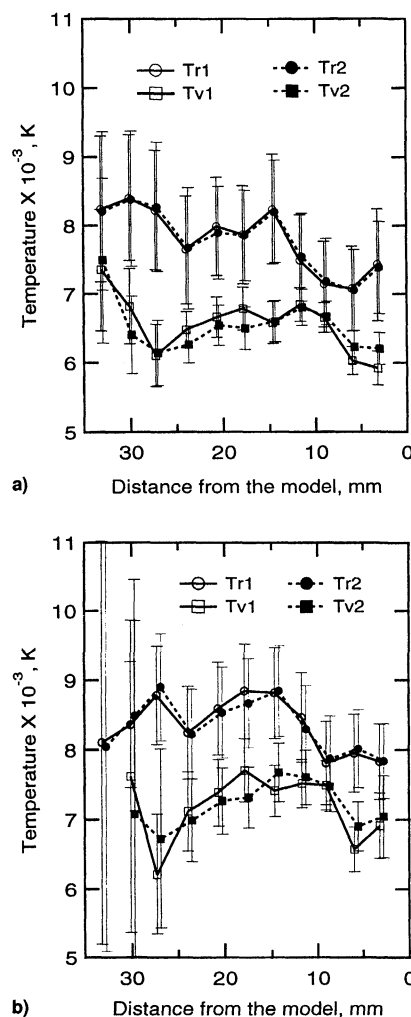 11
10
9
8
7
6
5
Temperature X 10⁻³, K
Tr1 Tr2
Tv1 Tv2
30 20 10 0
a) Distance from the model, mm
11
10
9
8
7
6
5
Temperature X 10⁻³, K
Tr1 Tr2
Tv1 Tv2
30 20 10 0
b) Distance from the model, mm